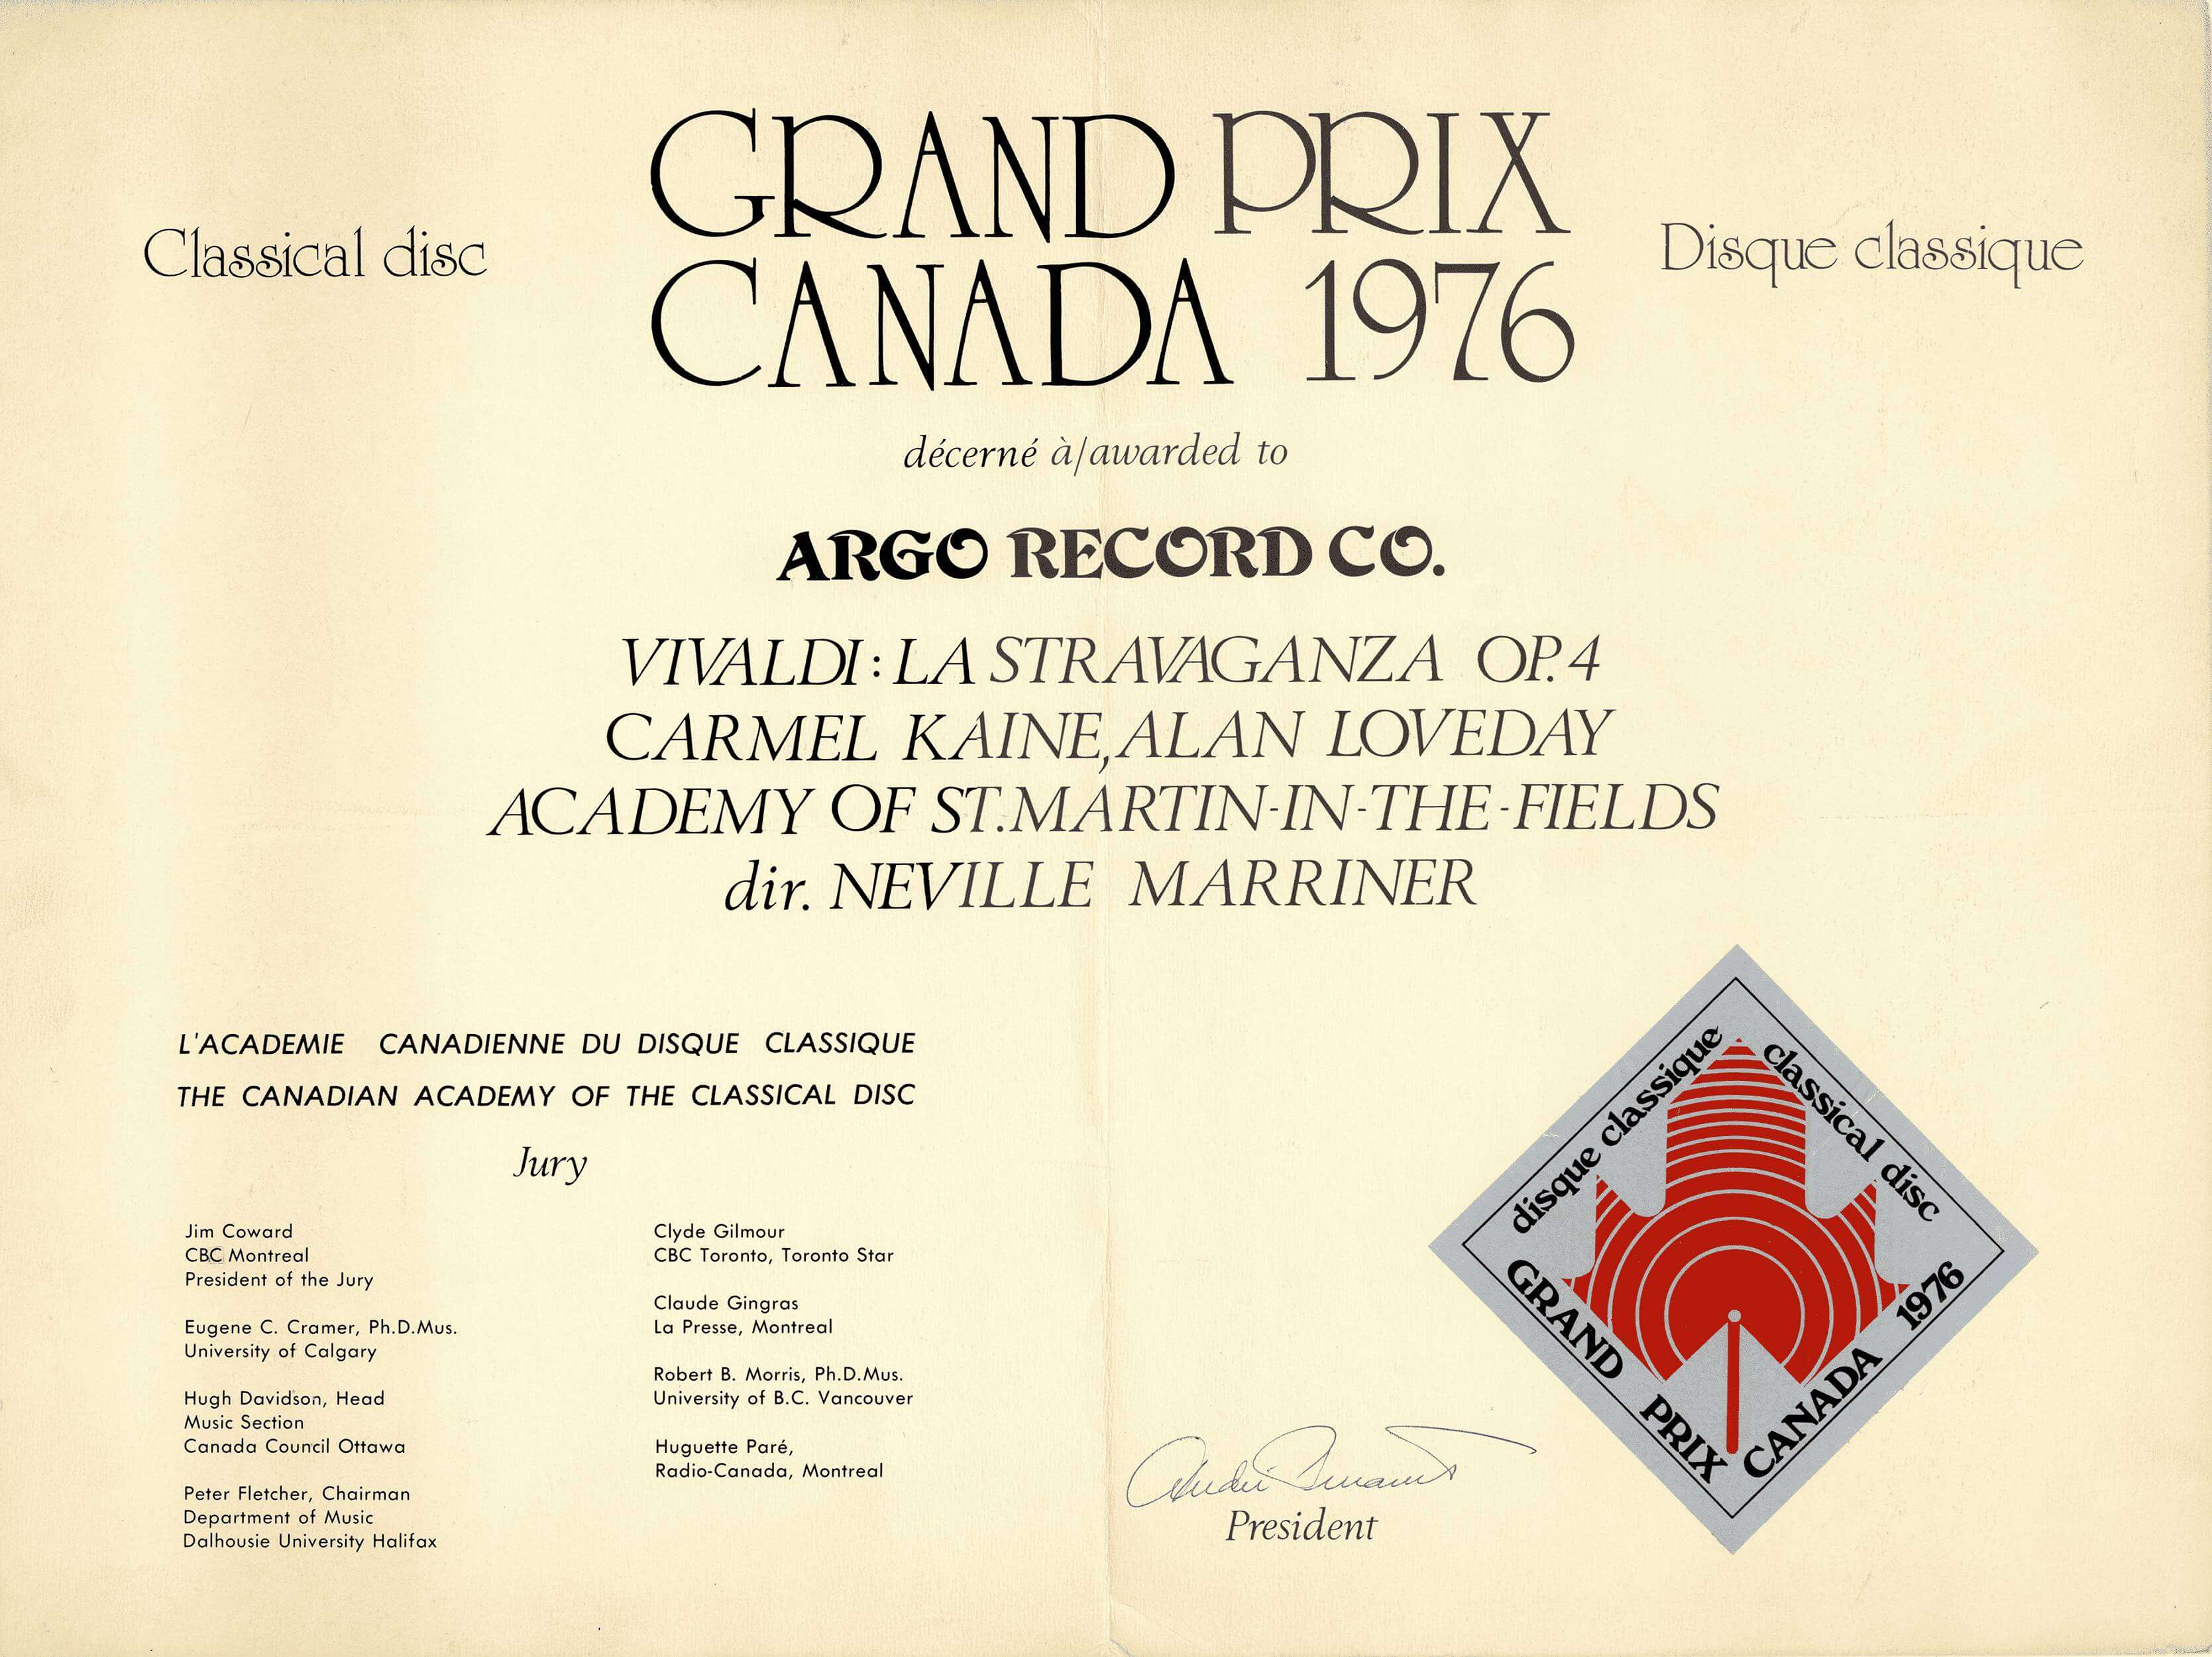 GRAND PRIX
CANADA 1976
Classical disc
Disque classique
décerné à/awarded to
ARGO RECORD CO.
VIVALDI: LA STRAVAGANZA OP. 4
CARMEL KAINE, ALAN LOVEDAY
ACADEMY OF ST. MARTIN-IN-THE-FIELDS
dir. NEVILLE MARRINER
L'ACADEMIE CANADIENNE DU DISQUE CLASSIQUE
THE CANADIAN ACADEMY OF THE CLASSICAL DISC
Jury
Jim Coward
CBC Montreal
President of the Jury
Eugene C. Cramer, Ph.D.Mus.
University of Calgary
Hugh Davidson, Head
Music Section
Canada Council Ottawa
Peter Fletcher, Chairman
Department of Music
Dalhousie University Halifax
Clyde Gilmour
CBC Toronto, Toronto Star
Claude Gingras
La Presse, Montreal
Robert B. Morris, Ph.D.Mus.
University of B.C. Vancouver
Huguette Paré,
Radio-Canada, Montreal
President
disque classique
classical disc
GRAND PRIX
CANADA 1976